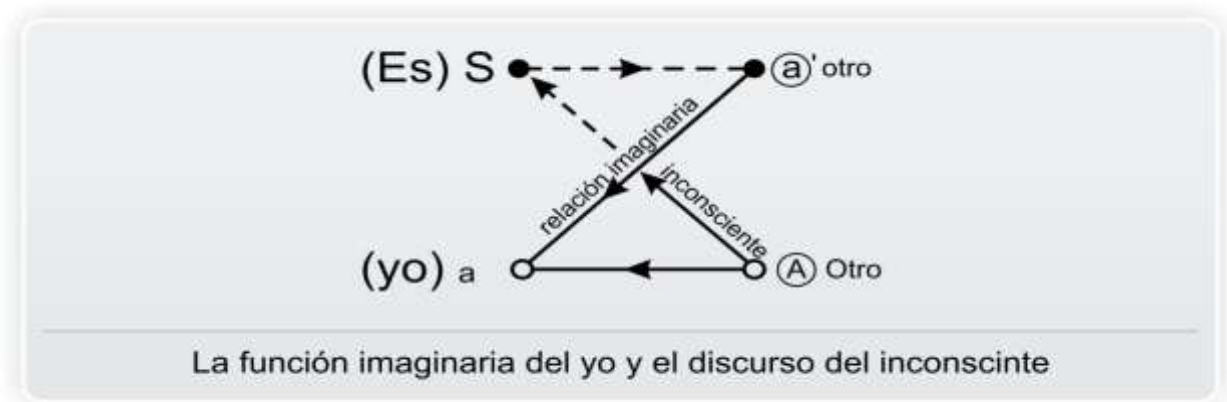 (Es) S ⓐ' otro
relación imaginaria
inconsciente
(yo) a Ⓐ Otro
La función imaginaria del yo y el discurso del inconscinte